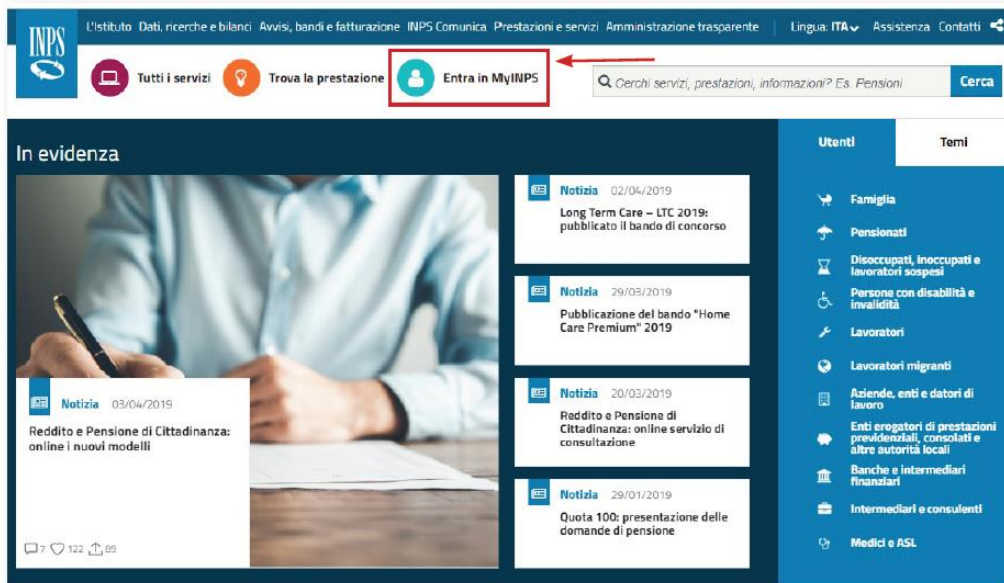 INPS
L'Istituto Dati, ricerche e bilanci Avvisi, bandi e fatturazione INPS Comunica Prestazioni e servizi Amministrazione trasparente Lingua: ITA Assistenza Contatti
Tutti i servizi Trova la prestazione Entra in MyINPS Cerchi servizi, prestazioni, informazioni? Es. Pensioni Cerca
In evidenza
Notizia 03/04/2019
Reddito e Pensione di Cittadinanza:
online i nuovi modelli
7 122 89
Notizia 02/04/2019
Long Term Care – LTC 2019:
pubblicato il bando di concorso
Notizia 29/03/2019
Pubblicazione del bando "Home
Care Premium" 2019
Notizia 20/03/2019
Reddito e Pensione di
Cittadinanza: online servizio di
consultazione
Notizia 29/01/2019
Quota 100: presentazione delle
domande di pensione
Utenti Temi
Famiglia
Pensionati
Disoccupati, inoccupati e
lavoratori sospesi
Persone con disabilità e
invalidità
Lavoratori
Lavoratori migranti
Aziende, enti e datori di
lavoro
Enti erogatori di prestazioni
previdenziali, consolati e
altre autorità locali
Banche e intermediari
finanziari
Intermediari e consulenti
Medici e ASL